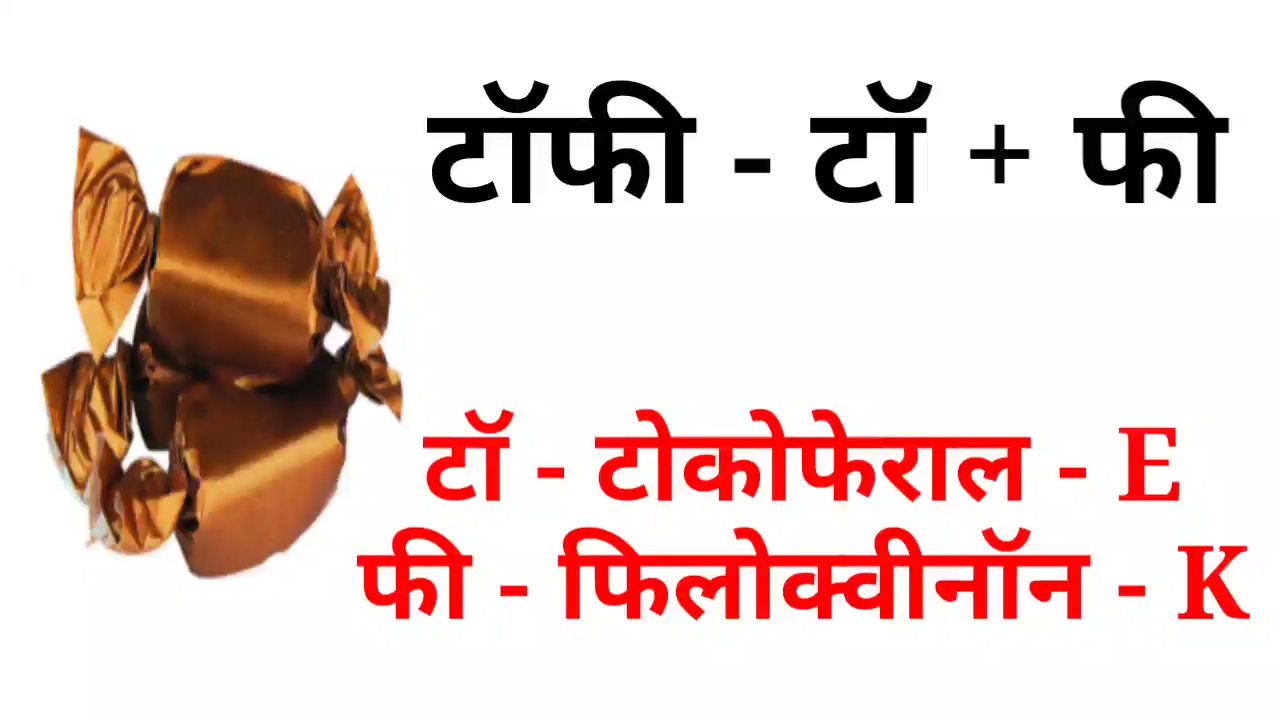 टॉफी - टॉ + फी
टॉ - टोकोफेराल - E
फी - फिलोक्वीनॉन - K